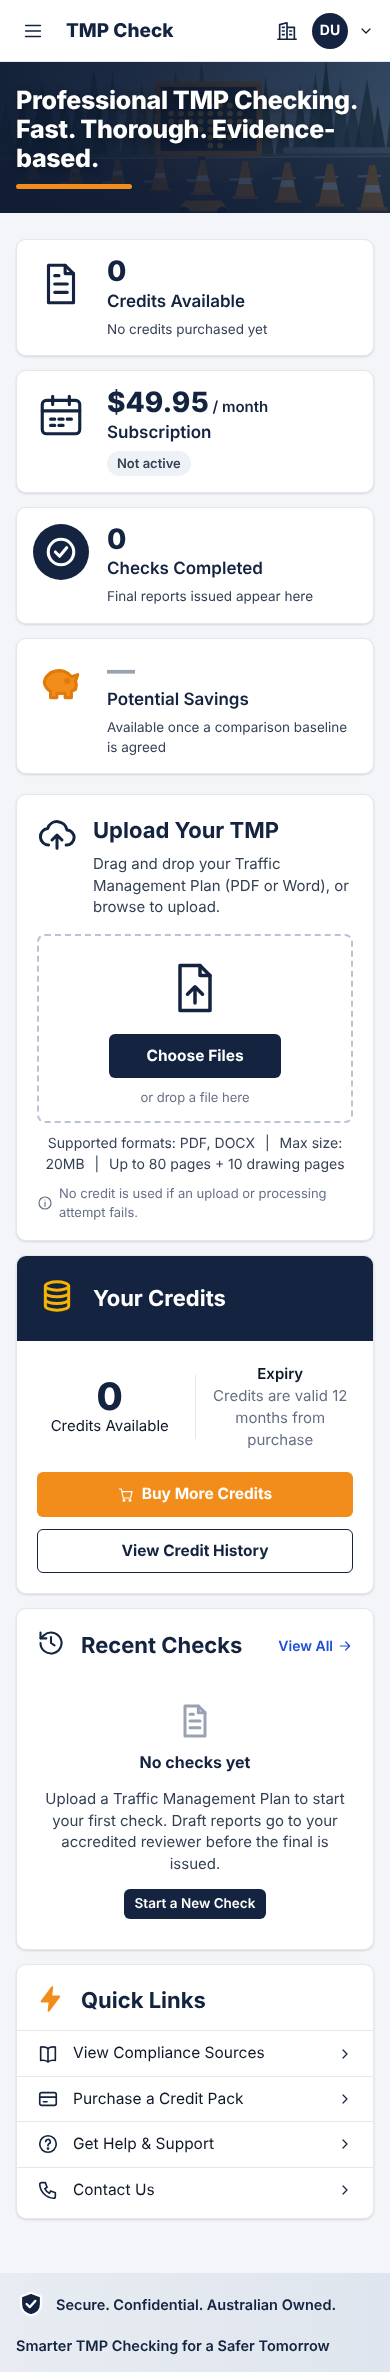 TMP Check
DU
Professional TMP Checking.
Fast. Thorough. Evidence-
based.
0
Credits Available
No credits purchased yet
$49.95 / month
Subscription
Not active
0
Checks Completed
Final reports issued appear here
—
Potential Savings
Available once a comparison baseline
is agreed
Upload Your TMP
Drag and drop your Traffic
Management Plan (PDF or Word), or
browse to upload.
Choose Files
or drop a file here
Supported formats: PDF, DOCX | Max size:
20MB | Up to 80 pages + 10 drawing pages
No credit is used if an upload or processing
attempt fails.
Your Credits
0
Credits Available
Expiry
Credits are valid 12
months from
purchase
Buy More Credits
View Credit History
Recent Checks
View All →
No checks yet
Upload a Traffic Management Plan to start
your first check. Draft reports go to your
accredited reviewer before the final is
issued.
Start a New Check
Quick Links
View Compliance Sources
Purchase a Credit Pack
Get Help & Support
Contact Us
Secure. Confidential. Australian Owned.
Smarter TMP Checking for a Safer Tomorrow